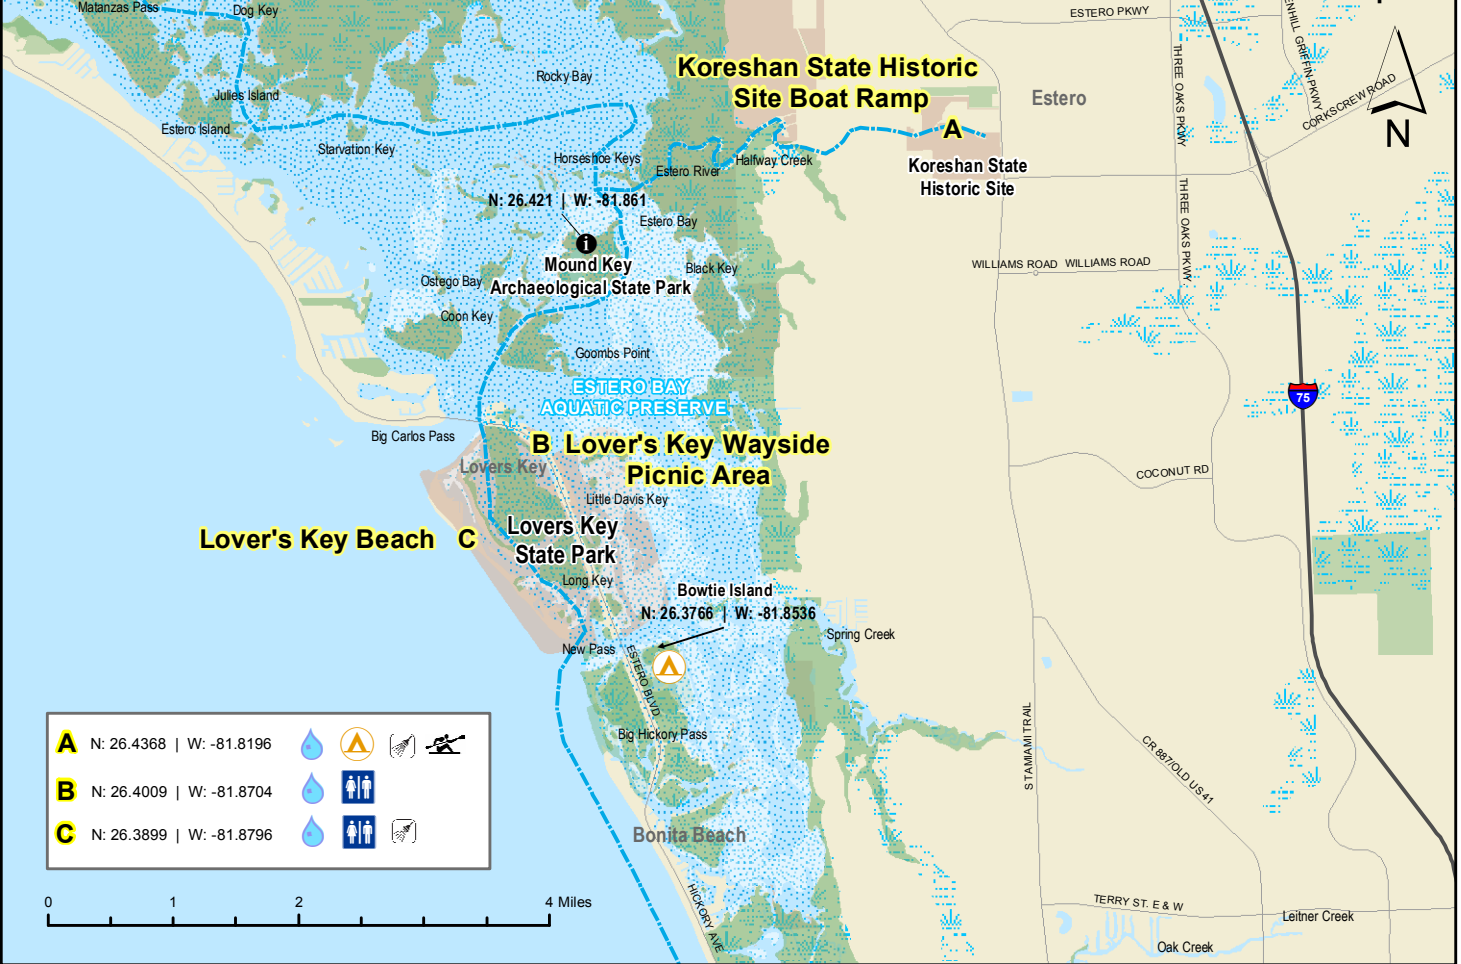 Matanzas Pass
Dog Key
ESTERO PKWY
Rocky Bay
Koreshan State Historic
Site Boat Ramp
Estero
THREE OAKS PKWY
GRIFFIN PKWY
CORKSCREW ROAD
N
Julies Island
Estero Island
Starvation Key
A
Horseshoe Keys
Halfway Creek
Estero River
Koreshan State
Historic Site
N: 26.421 | W: -81.861
THREE OAKS PKWY
Estero Bay
i
Mound Key
Archaeological State Park
Black Key
WILLIAMS ROAD
WILLIAMS ROAD
Ostego Bay
Coon Key
Goombs Point
ESTERO BAY
AQUATIC PRESERVE
75
Big Carlos Pass
B Lover's Key Wayside
Picnic Area
Lovers Key
COCONUT RD
Little Davis Key
Lovers Key
State Park
Lover's Key Beach C
Long Key
Bowtie Island
N: 26.3766 | W: -81.8536
Spring Creek
New Pass
ESTERO BLVD
Big Hickory Pass
S TAMIAMI TRAIL
CR 887/OLD US 41
Bonita Beach
HICKORY AVE
TERRY ST. E & W
Leitner Creek
Oak Creek
A N: 26.4368 | W: -81.8196
B N: 26.4009 | W: -81.8704
C N: 26.3899 | W: -81.8796
0 1 2 4 Miles